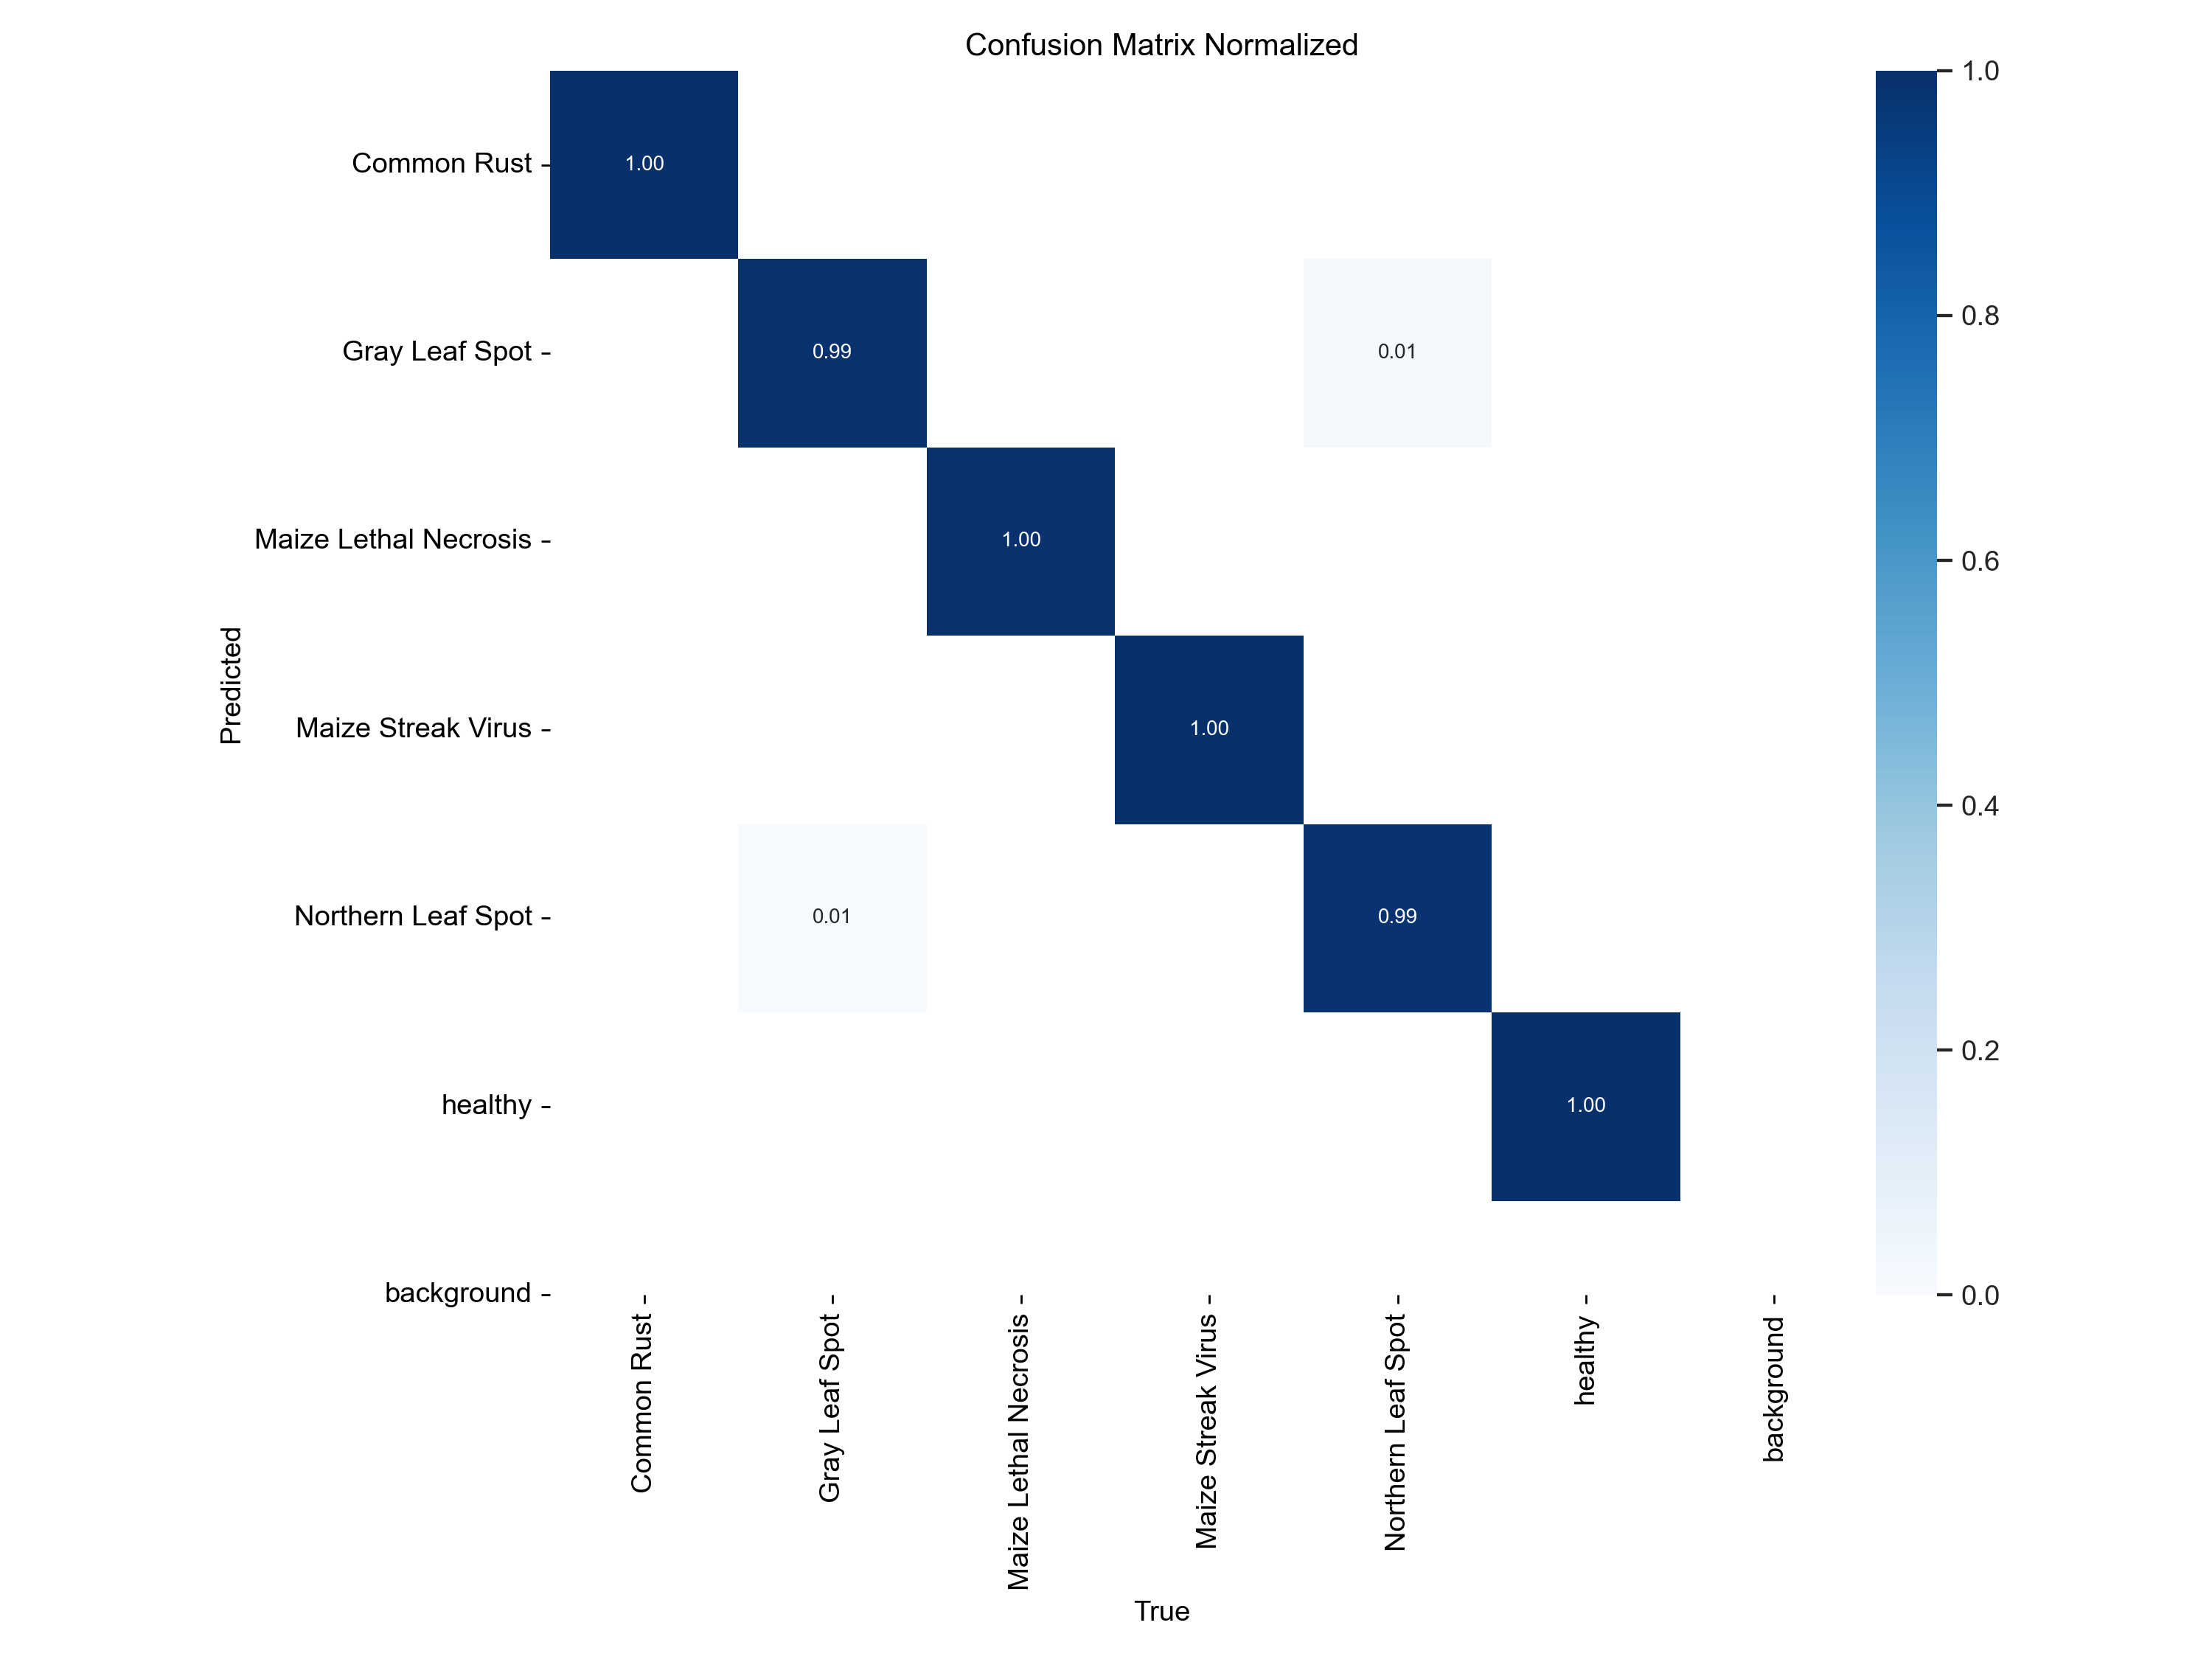 Confusion Matrix Normalized
1.0
Common Rust
1.00
0.8
Gray Leaf Spot
0.99
0.01
Maize Lethal Necrosis
1.00
0.6
Predicted
Maize Streak Virus
1.00
0.4
Northern Leaf Spot
0.01
0.99
0.2
healthy
1.00
background
0.0
Common Rust
Gray Leaf Spot
Maize Lethal Necrosis
Maize Streak Virus
Northern Leaf Spot
healthy
background
True